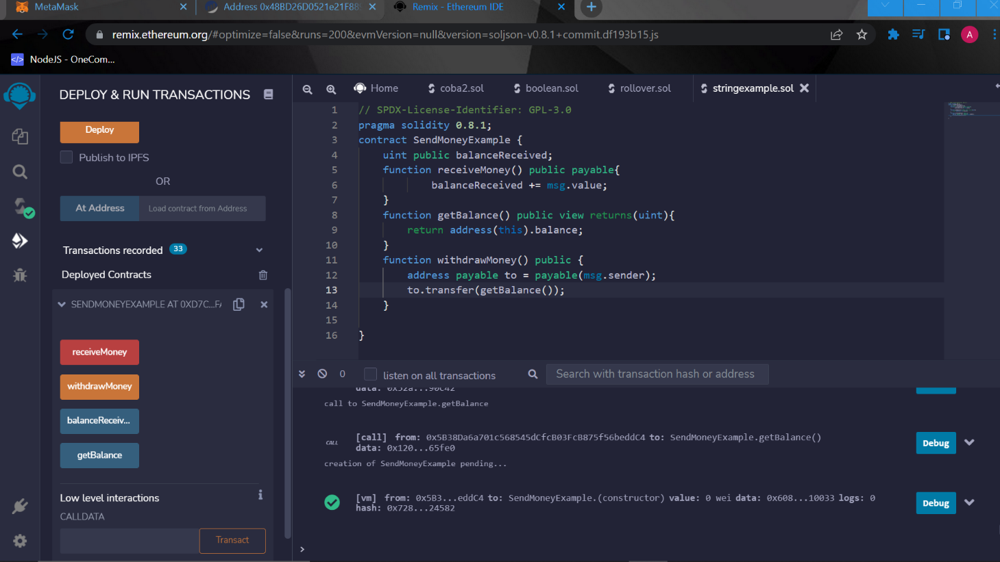 MetaMask
Address 0x48BD26D0521e21F88
Remix - Ethereum IDE
remix.ethereum.org/#optimize=false&runs=200&evmVersion=null&version=soljson-v0.8.1+commit.df193b15.js
A
NodeJS - OneCom...
DEPLOY & RUN TRANSACTIONS
Deploy
Publish to IPFS
OR
At Address
Load contract from Address
Transactions recorded 33
Deployed Contracts
SENDMONEYEXAMPLE AT 0XD7C...F
receiveMoney
withdrawMoney
balanceReceiv...
getBalance
Low level interactions
i
CALLDATA
Transact
Home
coba2.sol
boolean.sol
rollover.sol
stringexample.sol
1 // SPDX-License-Identifier: GPL-3.0
2 pragma solidity 0.8.1;
3 contract SendMoneyExample {
4 uint public balanceReceived;
5 function receiveMoney() public payable{
6 balanceReceived += msg.value;
7 }
8 function getBalance() public view returns(uint){
9 return address(this).balance;
10 }
11 function withdrawMoney() public {
12 address payable to = payable(msg.sender);
13 to.transfer(getBalance());
14 }
15
16 }
0
listen on all transactions
Search with transaction hash or address
data: 0x52a...90c42
call to SendMoneyExample.getBalance
CALL
[call] from: 0x5B38Da6a701c568545dCfcB03FcB875f56beddC4 to: SendMoneyExample.getBalance()
data: 0x120...65fe0
Debug
creation of SendMoneyExample pending...
[vm] from: 0x5B3...eddC4 to: SendMoneyExample.(constructor) value: 0 wei data: 0x608...10033 logs: 0
hash: 0x728...24582
Debug
>